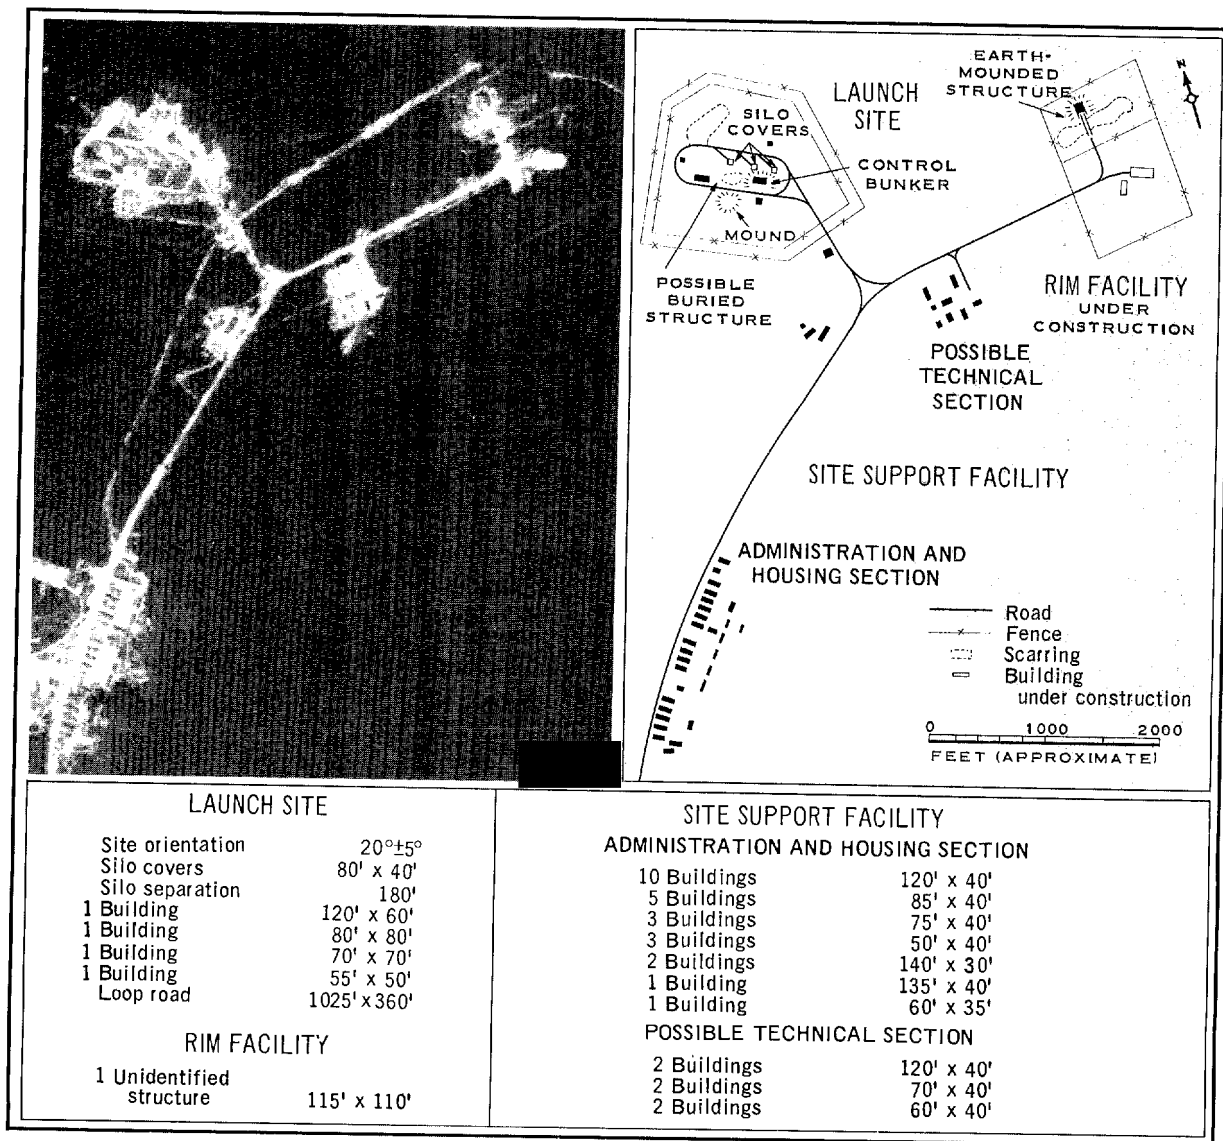 EARTH-
MOUNDED
STRUCTURE
N
LAUNCH
SITE
SILO
COVERS
CONTROL
BUNKER
MOUND
POSSIBLE
BURIED
STRUCTURE
RIM FACILITY
UNDER
CONSTRUCTION
POSSIBLE
TECHNICAL
SECTION
SITE SUPPORT FACILITY
ADMINISTRATION AND
HOUSING SECTION
Road
Fence
Scarring
Building
under construction
0 1000 2000
FEET (APPROXIMATE)
LAUNCH SITE
Site orientation 20°±5°
Silo covers 80' x 40'
Silo separation 180'
1 Building 120' x 60'
1 Building 80' x 80'
1 Building 70' x 70'
1 Building 55' x 50'
Loop road 1025' x 360'
RIM FACILITY
1 Unidentified
structure 115' x 110'
SITE SUPPORT FACILITY
ADMINISTRATION AND HOUSING SECTION
10 Buildings 120' x 40'
5 Buildings 85' x 40'
3 Buildings 75' x 40'
3 Buildings 50' x 40'
2 Buildings 140' x 30'
1 Building 135' x 40'
1 Building 60' x 35'
POSSIBLE TECHNICAL SECTION
2 Buildings 120' x 40'
2 Buildings 70' x 40'
2 Buildings 60' x 40'